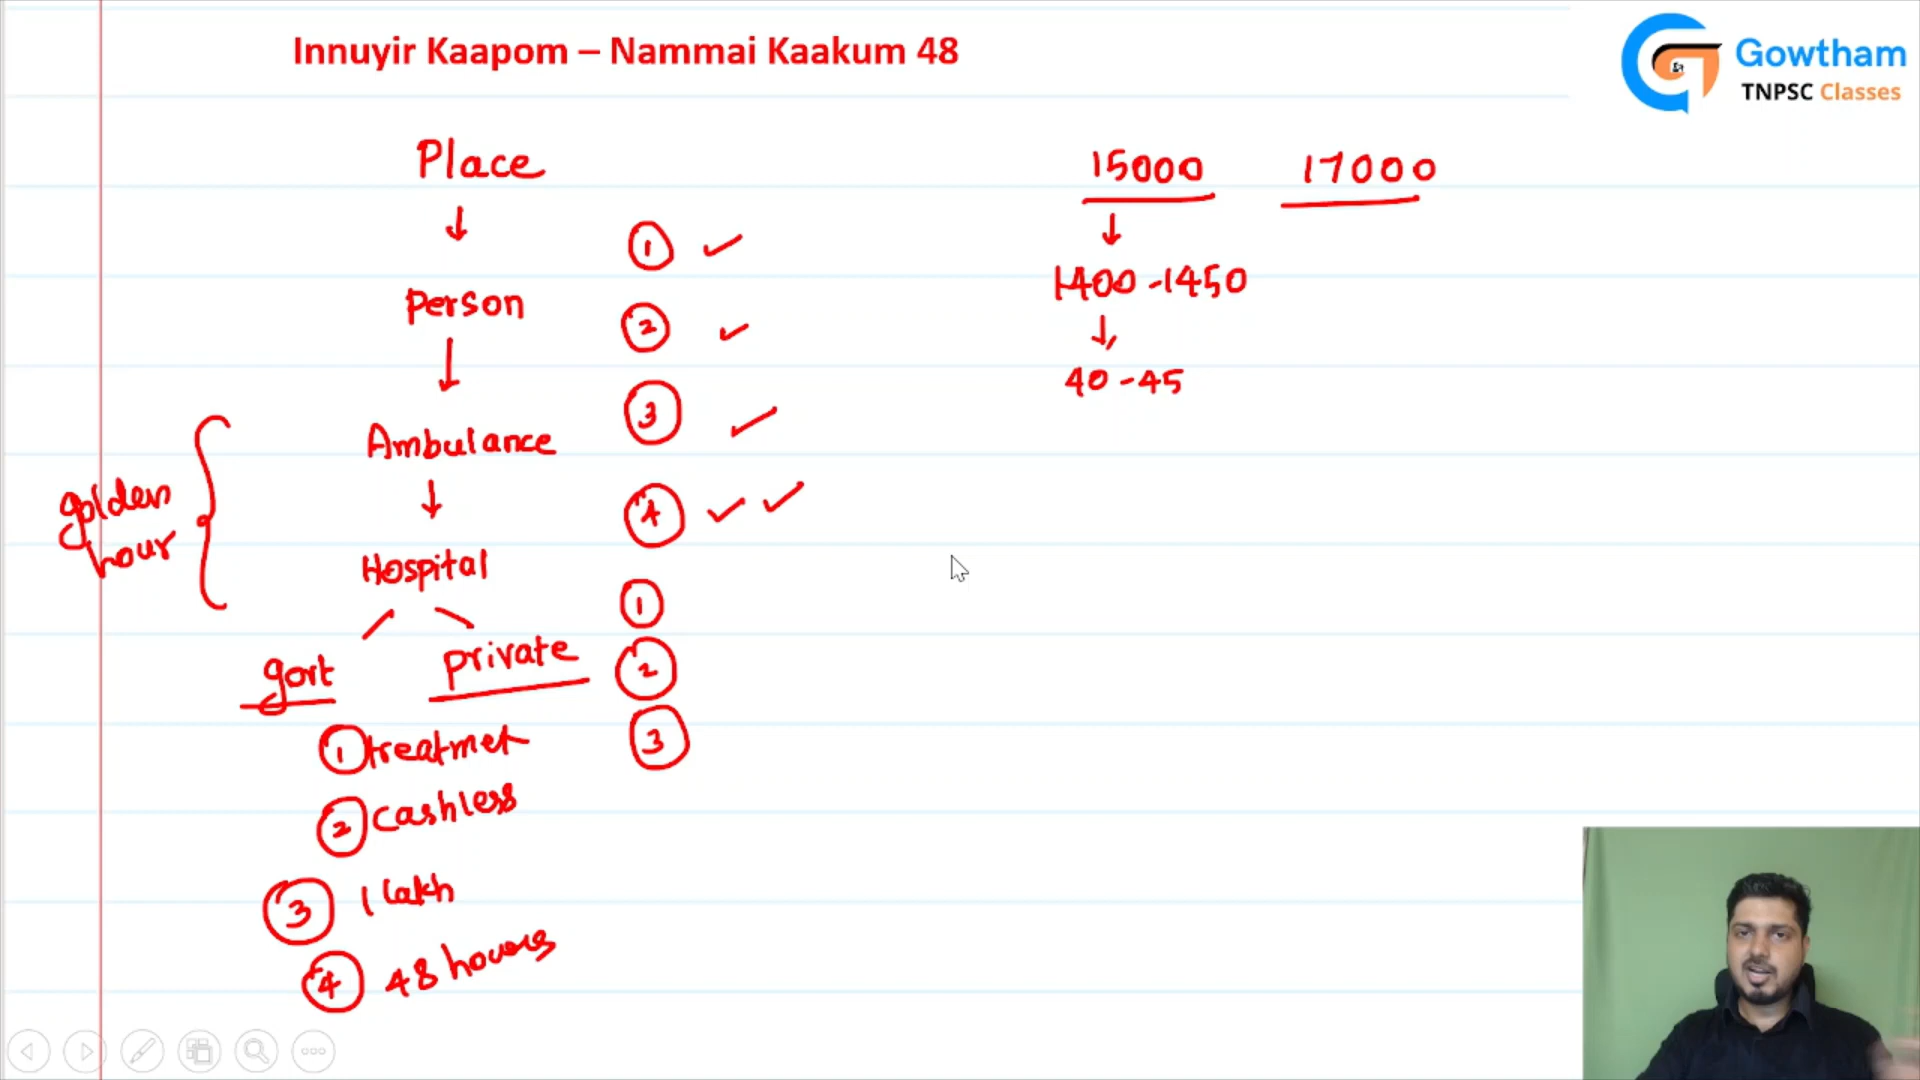 Innuyir Kaapom – Nammai Kaakum 48
Gowtham
TNPSC Classes
Place
Person
Ambulance
Hospital
golden
hour
govt
private
1 treatmet
2 cashless
3 1 lakh
4 48 hours
1
2
3
4
1
2
3
15000 17000
1400-1450
40-45